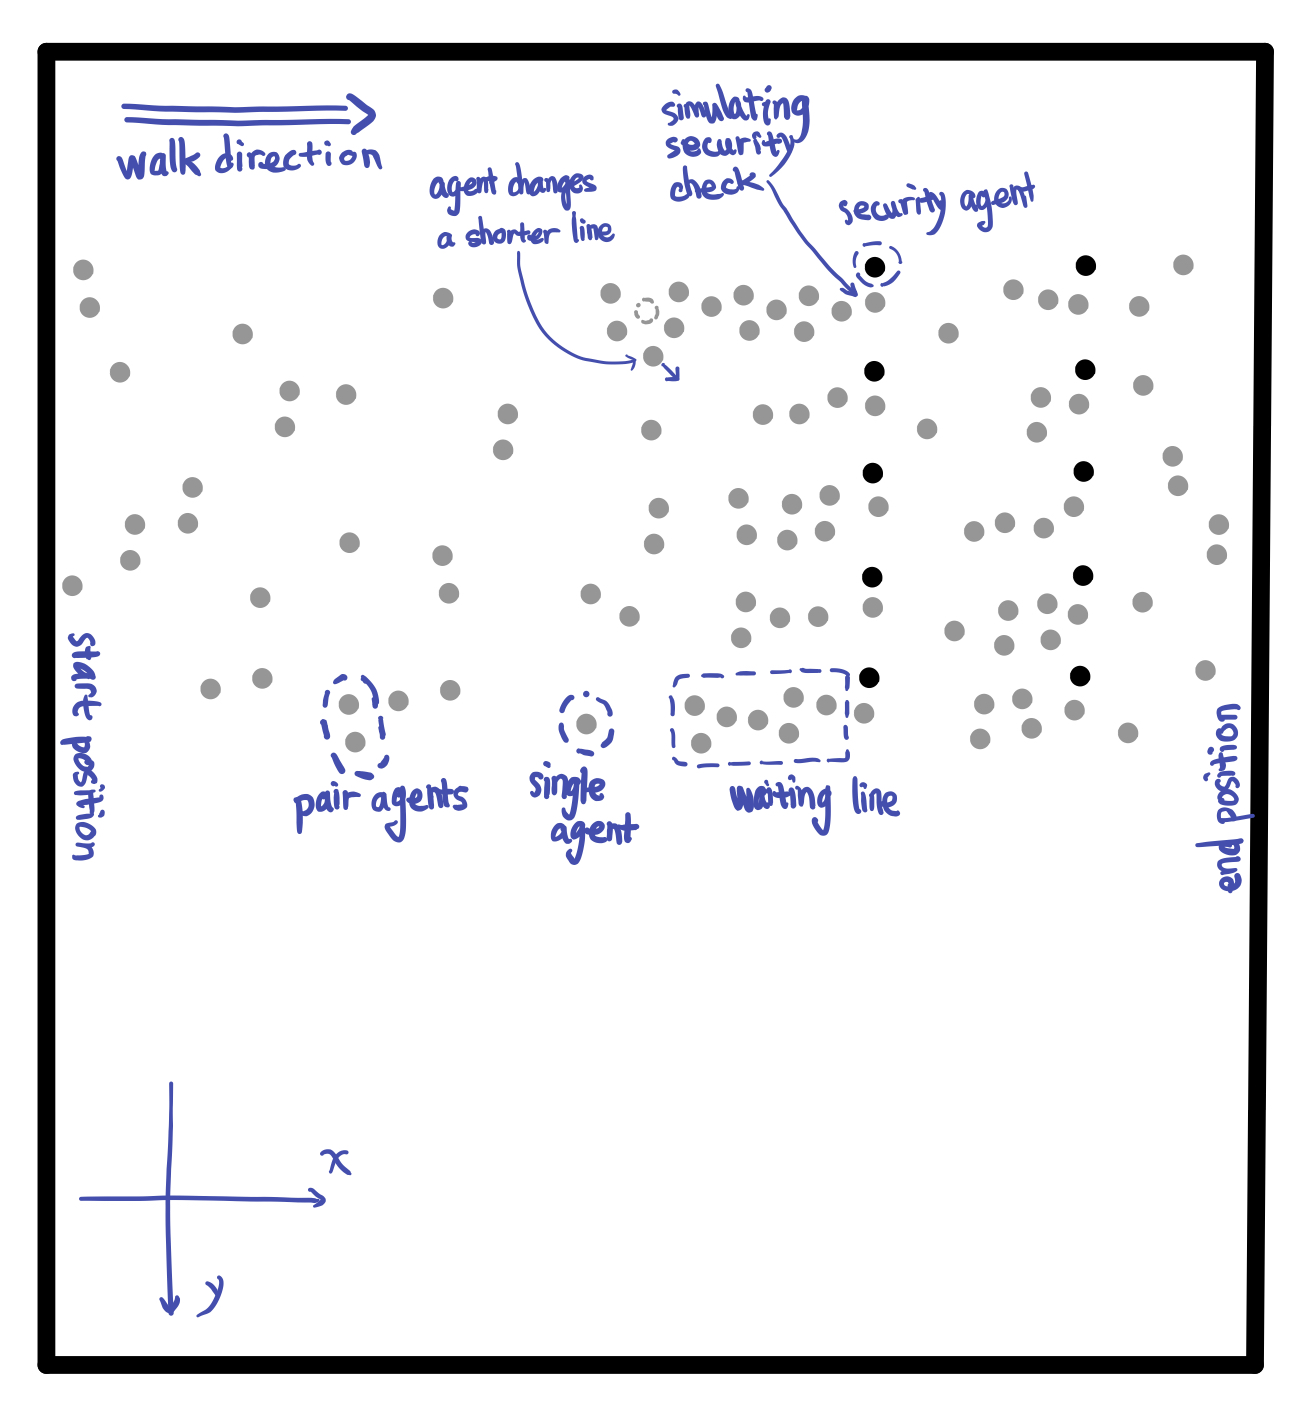 walk direction
simulating
security
check
agent changes
a shorter line
security agent
start position
end position
pair agents
single
agent
waiting line
x
y